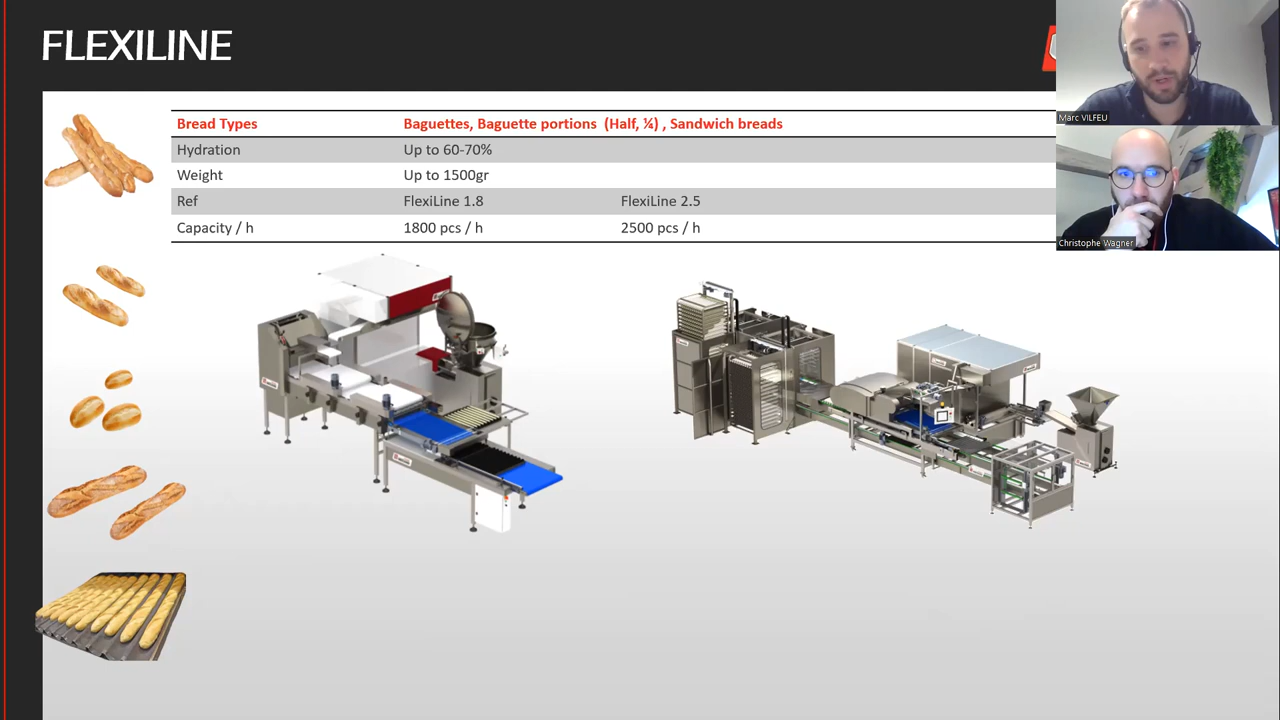 FLEXILINE
Bread Types Baguettes, Baguette portions (Half, ¼) , Sandwich breads
Hydration Up to 60-70%
Weight Up to 1500gr
Ref FlexiLine 1.8 FlexiLine 2.5
Capacity / h 1800 pcs / h 2500 pcs / h
Marc VILFEU
Christophe Wagner